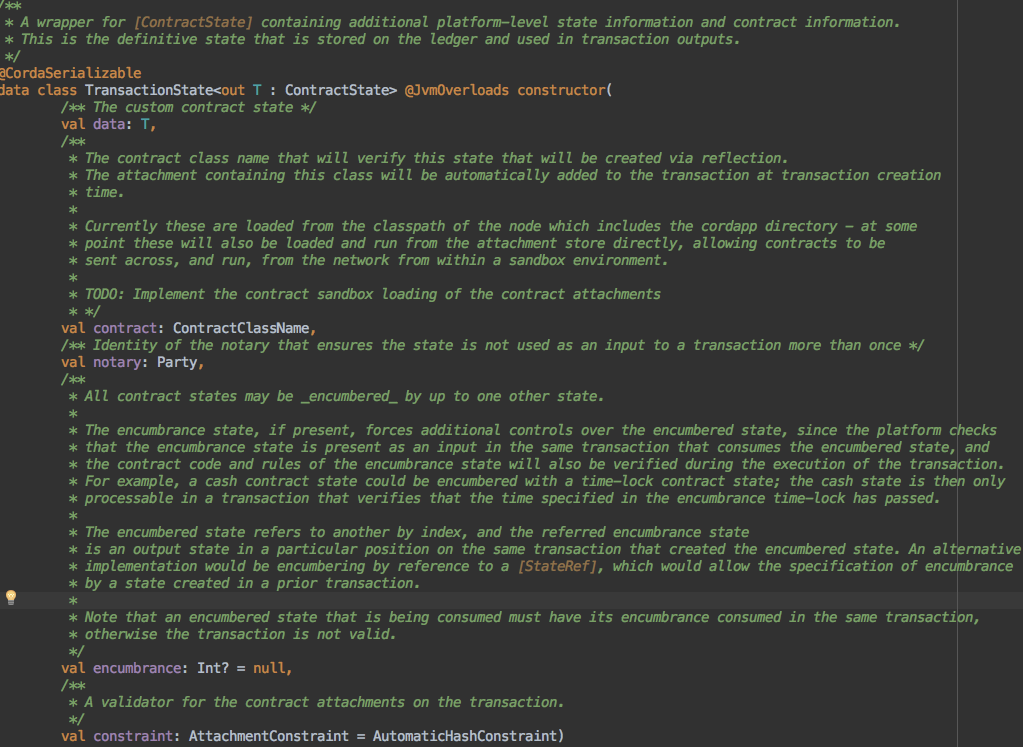 /**
 * A wrapper for [ContractState] containing additional platform-level state information and contract information.
 * This is the definitive state that is stored on the ledger and used in transaction outputs.
 */
@CordaSerializable
data class TransactionState<out T : ContractState> @JvmOverloads constructor(
        /** The custom contract state */
        val data: T,
        /**
         * The contract class name that will verify this state that will be created via reflection.
         * The attachment containing this class will be automatically added to the transaction at transaction creation
         * time.
         *
         * Currently these are loaded from the classpath of the node which includes the cordapp directory - at some
         * point these will also be loaded and run from the attachment store directly, allowing contracts to be
         * sent across, and run, from the network from within a sandbox environment.
         *
         * TODO: Implement the contract sandbox loading of the contract attachments
         * */
        val contract: ContractClassName,
        /** Identity of the notary that ensures the state is not used as an input to a transaction more than once */
        val notary: Party,
        /**
         * All contract states may be _encumbered_ by up to one other state.
         *
         * The encumbrance state, if present, forces additional controls over the encumbered state, since the platform checks
         * that the encumbrance state is present as an input in the same transaction that consumes the encumbered state, and
         * the contract code and rules of the encumbrance state will also be verified during the execution of the transaction.
         * For example, a cash contract state could be encumbered with a time-lock contract state; the cash state is then only
         * processable in a transaction that verifies that the time specified in the encumbrance time-lock has passed.
         *
         * The encumbered state refers to another by index, and the referred encumbrance state
         * is an output state in a particular position on the same transaction that created the encumbered state. An alternative
         * implementation would be encumbering by reference to a [StateRef], which would allow the specification of encumbrance
         * by a state created in a prior transaction.
         *
         * Note that an encumbered state that is being consumed must have its encumbrance consumed in the same transaction,
         * otherwise the transaction is not valid.
         */
        val encumbrance: Int? = null,
        /**
         * A validator for the contract attachments on the transaction.
         */
        val constraint: AttachmentConstraint = AutomaticHashConstraint)